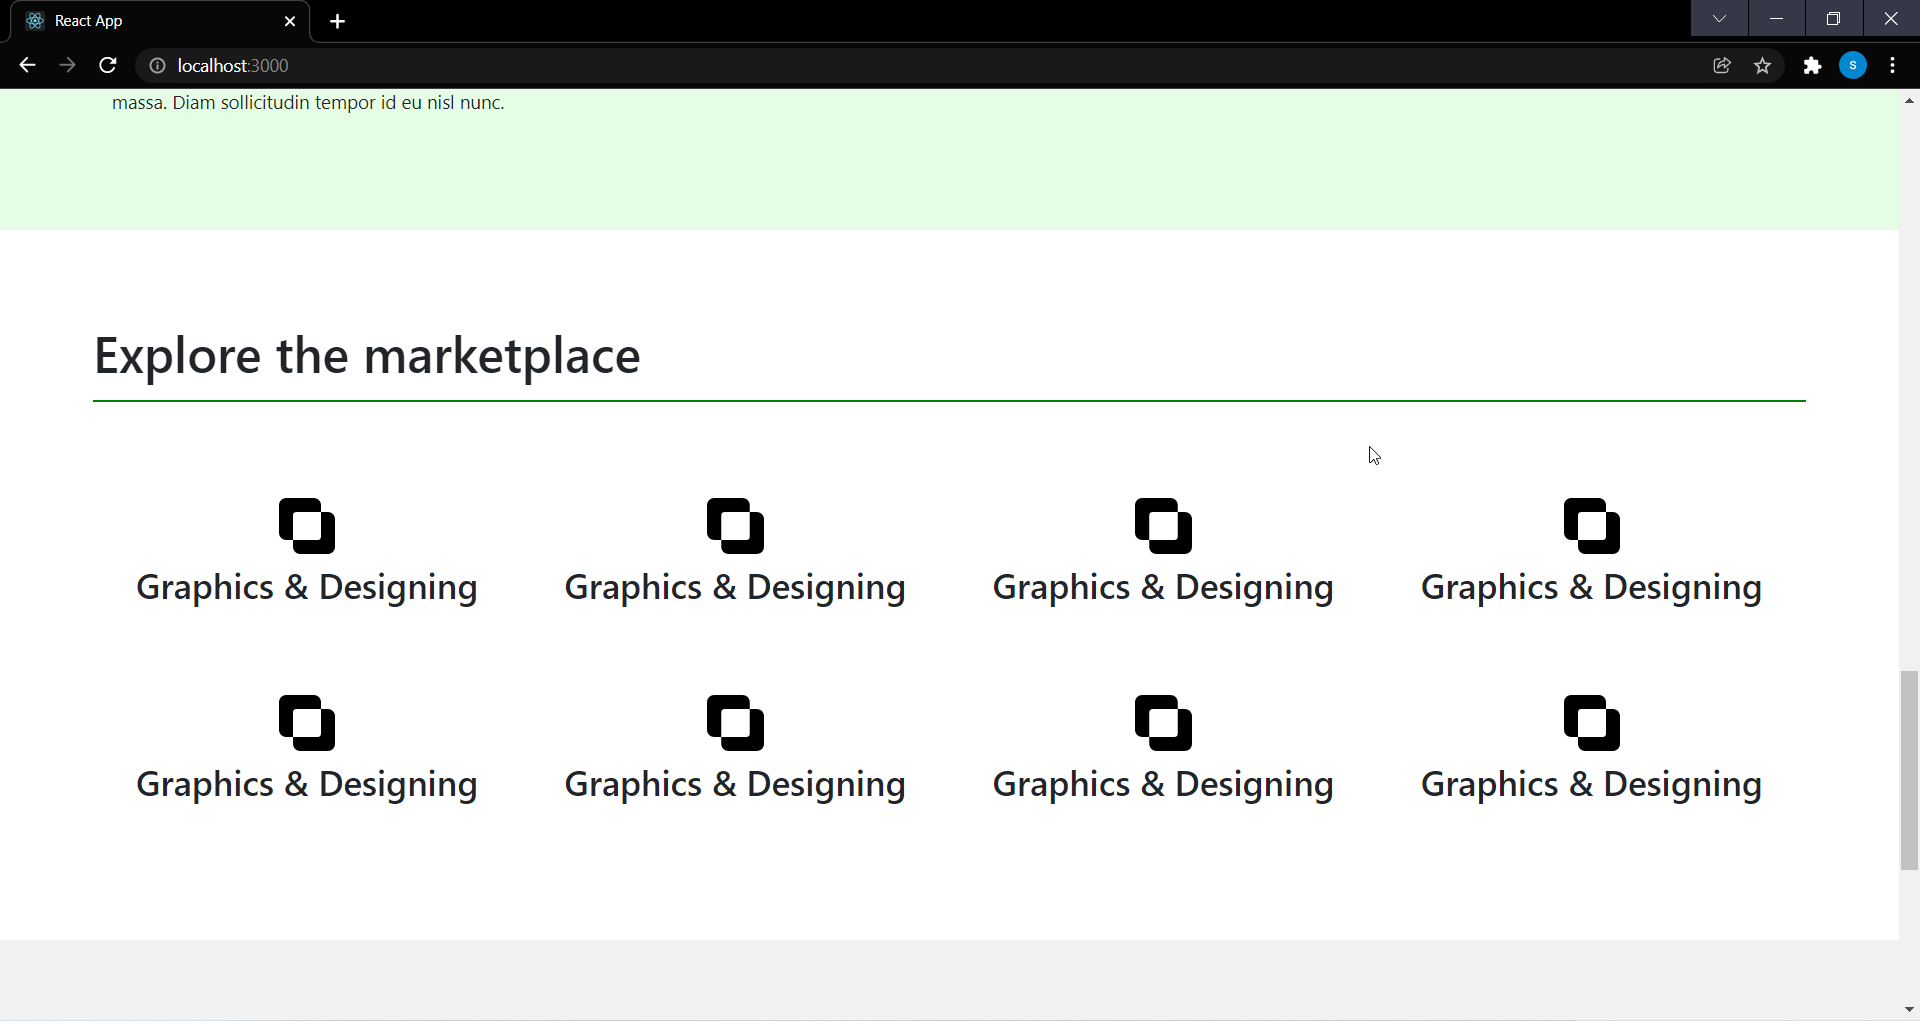 React App
localhost:3000
S
massa. Diam sollicitudin tempor id eu nisl nunc.
Explore the marketplace
Graphics & Designing
Graphics & Designing
Graphics & Designing
Graphics & Designing
Graphics & Designing
Graphics & Designing
Graphics & Designing
Graphics & Designing